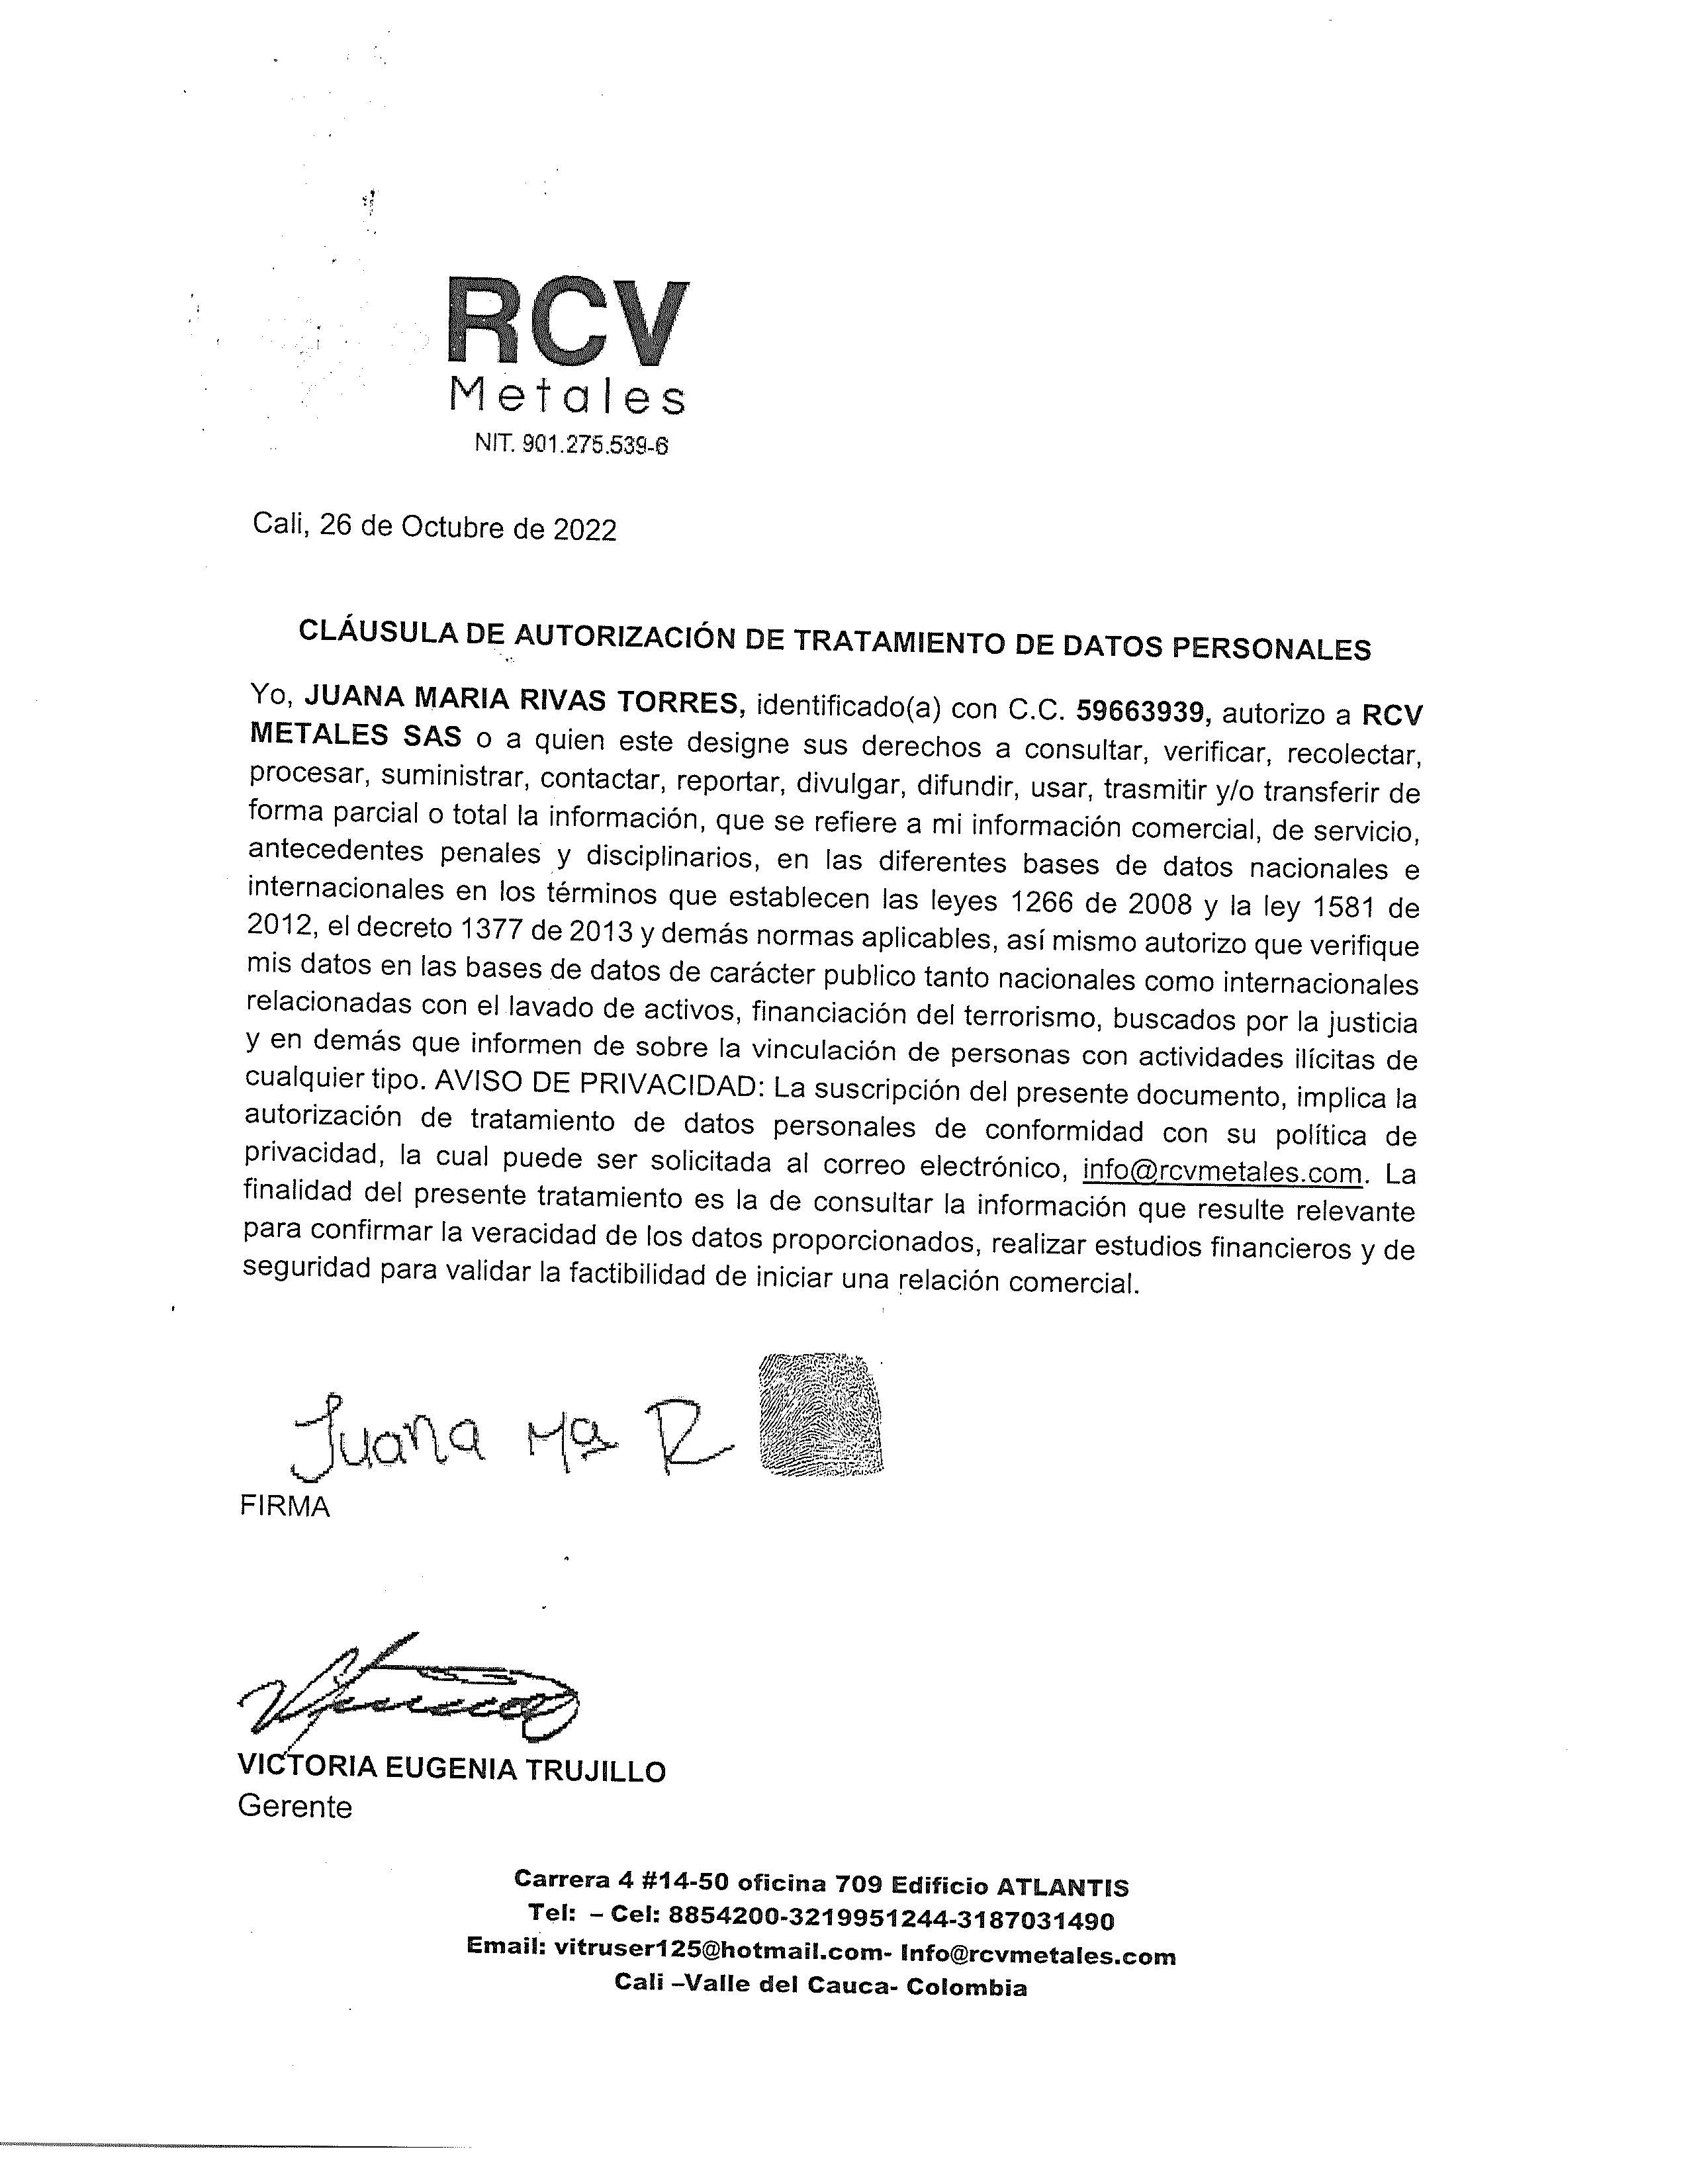 RCV
Metales
NIT. 901.275.539-6
Cali, 26 de Octubre de 2022
CLÁUSULA DE AUTORIZACIÓN DE TRATAMIENTO DE DATOS PERSONALES
Yo, JUANA MARIA RIVAS TORRES, identificado(a) con C.C. 59663939, autorizo a RCV
METALES SAS o a quien este designe sus derechos a consultar, verificar, recolectar,
procesar, suministrar, contactar, reportar, divulgar, difundir, usar, trasmitir y/o transferir de
forma parcial o total la información, que se refiere a mi información comercial, de servicio,
antecedentes penales y disciplinarios, en las diferentes bases de datos nacionales e
internacionales en los términos que establecen las leyes 1266 de 2008 y la ley 1581 de
2012, el decreto 1377 de 2013 y demás normas aplicables, así mismo autorizo que verifique
mis datos en las bases de datos de carácter publico tanto nacionales como internacionales
relacionadas con el lavado de activos, financiación del terrorismo, buscados por la justicia
y en demás que informen de sobre la vinculación de personas con actividades ilícitas de
cualquier tipo. AVISO DE PRIVACIDAD: La suscripción del presente documento, implica la
autorización de tratamiento de datos personales de conformidad con su política de
privacidad, la cual puede ser solicitada al correo electrónico, info@rcvmetales.com. La
finalidad del presente tratamiento es la de consultar la información que resulte relevante
para confirmar la veracidad de los datos proporcionados, realizar estudios financieros y de
seguridad para validar la factibilidad de iniciar una relación comercial.
Juana Mª R
FIRMA
VICTORIA EUGENIA TRUJILLO
Gerente
Carrera 4 #14-50 oficina 709 Edificio ATLANTIS
Tel: – Cel: 8854200-3219951244-3187031490
Email: vitruser125@hotmail.com- Info@rcvmetales.com
Cali –Valle del Cauca- Colombia